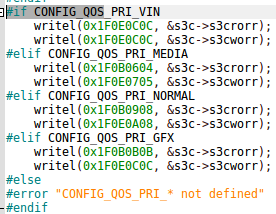 #if CONFIG_QOS_PRI_VIN
writel(0x1F0E0C0C, &s3c->s3crorr);
writel(0x1F0E0C0C, &s3c->s3cworr);
#elif CONFIG_QOS_PRI_MEDIA
writel(0x1F0B0604, &s3c->s3crorr);
writel(0x1F0E0705, &s3c->s3cworr);
#elif CONFIG_QOS_PRI_NORMAL
writel(0x1F0B0908, &s3c->s3crorr);
writel(0x1F0E0A08, &s3c->s3cworr);
#elif CONFIG_QOS_PRI_GFX
writel(0x1F0B0B0B, &s3c->s3crorr);
writel(0x1F0E0C0C, &s3c->s3cworr);
#else
#error "CONFIG_QOS_PRI_* not defined"
#endif